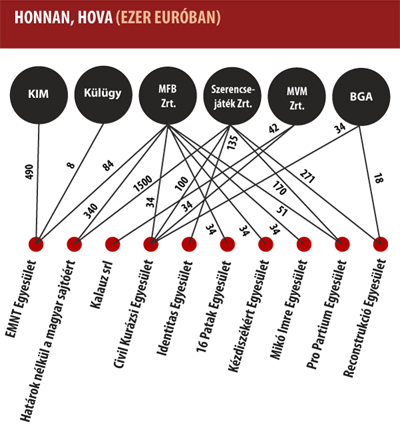 HONNAN, HOVA (EZER EURÓBAN)
KIM
Külügy
MFB
Zrt.
Szerencse-
játék Zrt.
MVM
Zrt.
BGA
490
8
84
340
1500
34
100
135
34
42
34
170
271
51
18
34
34
34
EMNT Egyesület
Határok nélkül a magyar sajtóért
Kalauz srl
Civil Kurázsi Egyesület
Identitas Egyesület
16 Patak Egyesület
Kézdiszékért Egyesület
Mikó Imre Egyesület
Pro Partium Egyesület
Reconstrukció Egyesület